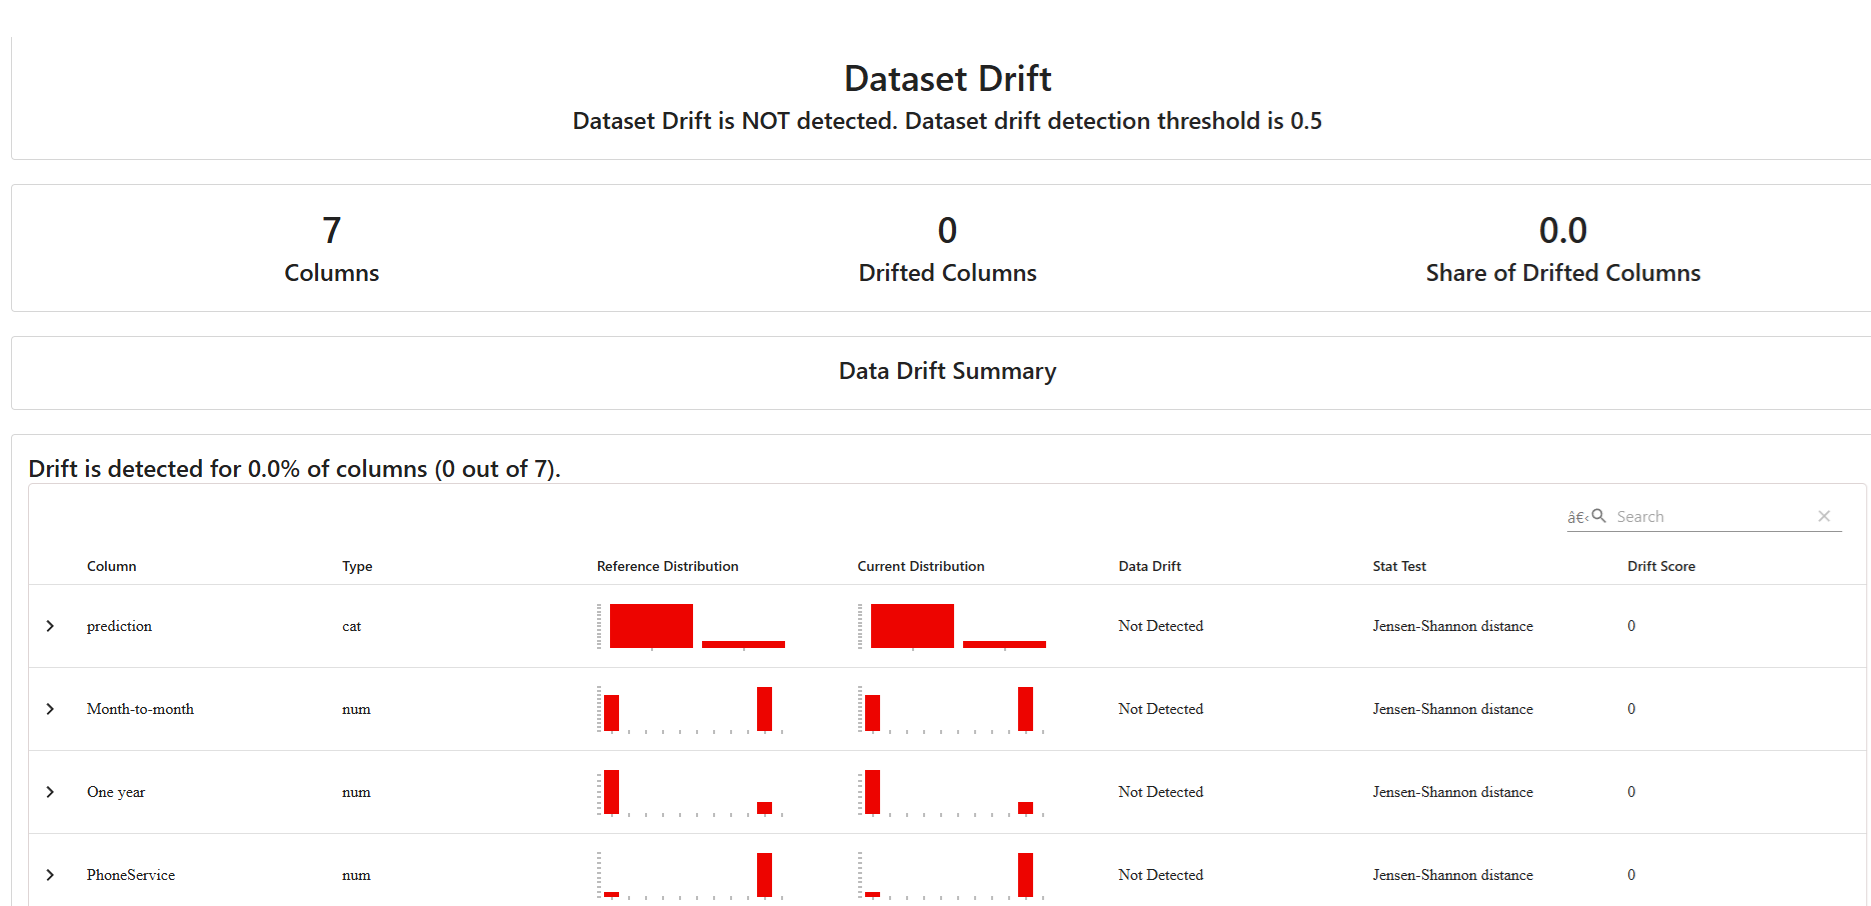 Dataset Drift
Dataset Drift is NOT detected. Dataset drift detection threshold is 0.5
7 0 0.0
Columns Drifted Columns Share of Drifted Columns
Data Drift Summary
Drift is detected for 0.0% of columns (0 out of 7).
â€‹ Search
Column Type Reference Distribution Current Distribution Data Drift Stat Test Drift Score
prediction cat Not Detected Jensen-Shannon distance 0
Month-to-month num Not Detected Jensen-Shannon distance 0
One year num Not Detected Jensen-Shannon distance 0
PhoneService num Not Detected Jensen-Shannon distance 0